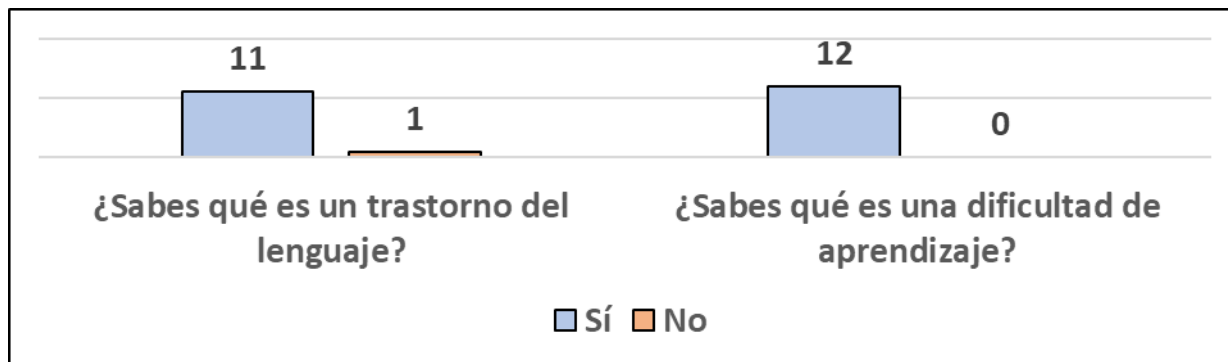 11
1
12
0
¿Sabes qué es un trastorno del
lenguaje?
¿Sabes qué es una dificultad de
aprendizaje?
Sí No